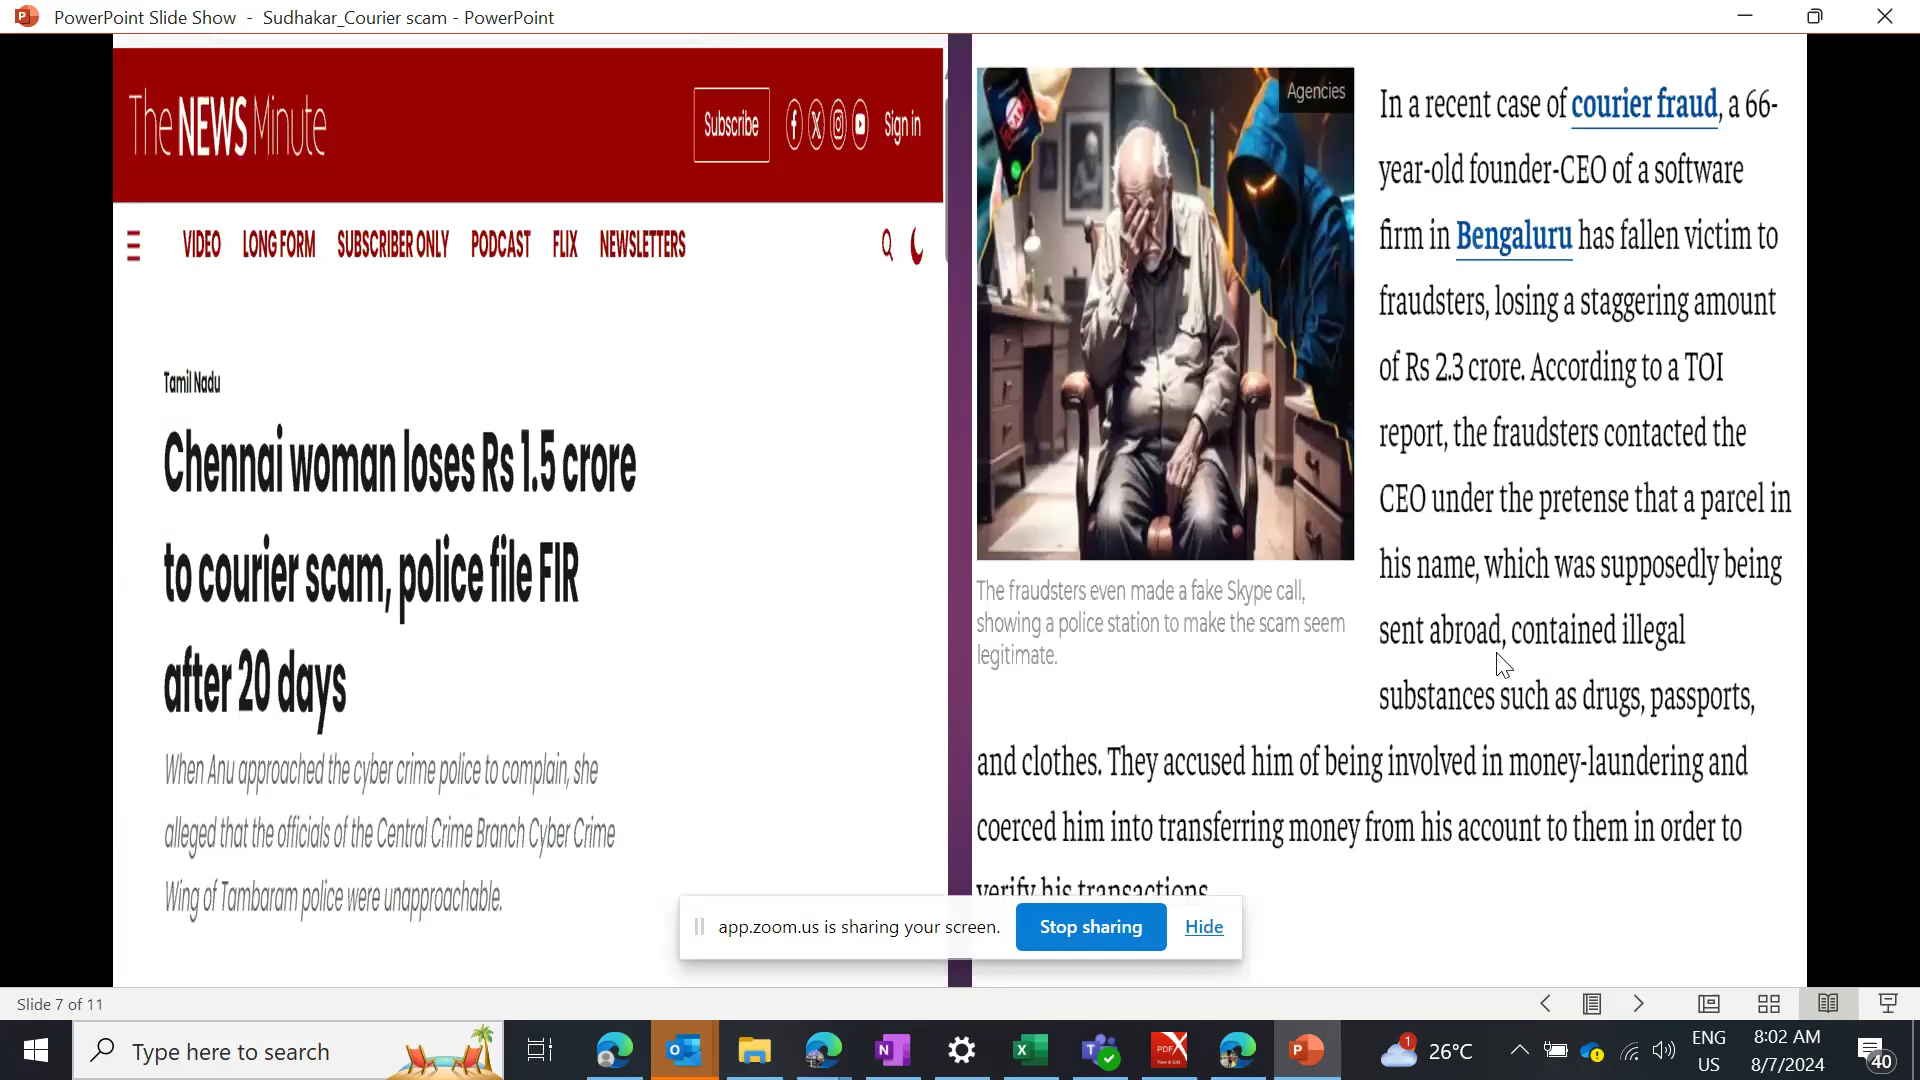 PowerPoint Slide Show - Sudhakar_Courier scam - PowerPoint
The NEWS Minute
Subscribe
Sign in
VIDEO LONG FORM SUBSCRIBER ONLY PODCAST FLIX NEWSLETTERS
Tamil Nadu
Chennai woman loses Rs 1.5 crore
to courier scam, police file FIR
after 20 days
When Anu approached the cyber crime police to complain, she
alleged that the officials of the Central Crime Branch Cyber Crime
Wing of Tambaram police were unapproachable.
Agencies
The fraudsters even made a fake Skype call,
showing a police station to make the scam seem
legitimate.
In a recent case of courier fraud, a 66-
year-old founder-CEO of a software
firm in Bengaluru has fallen victim to
fraudsters, losing a staggering amount
of Rs 2.3 crore. According to a TOI
report, the fraudsters contacted the
CEO under the pretense that a parcel in
his name, which was supposedly being
sent abroad, contained illegal
substances such as drugs, passports,
and clothes. They accused him of being involved in money-laundering and
coerced him into transferring money from his account to them in order to
verify his transactions
app.zoom.us is sharing your screen.
Stop sharing
Hide
Slide 7 of 11
Type here to search
1
26°C
ENG
US
8:02 AM
8/7/2024
40